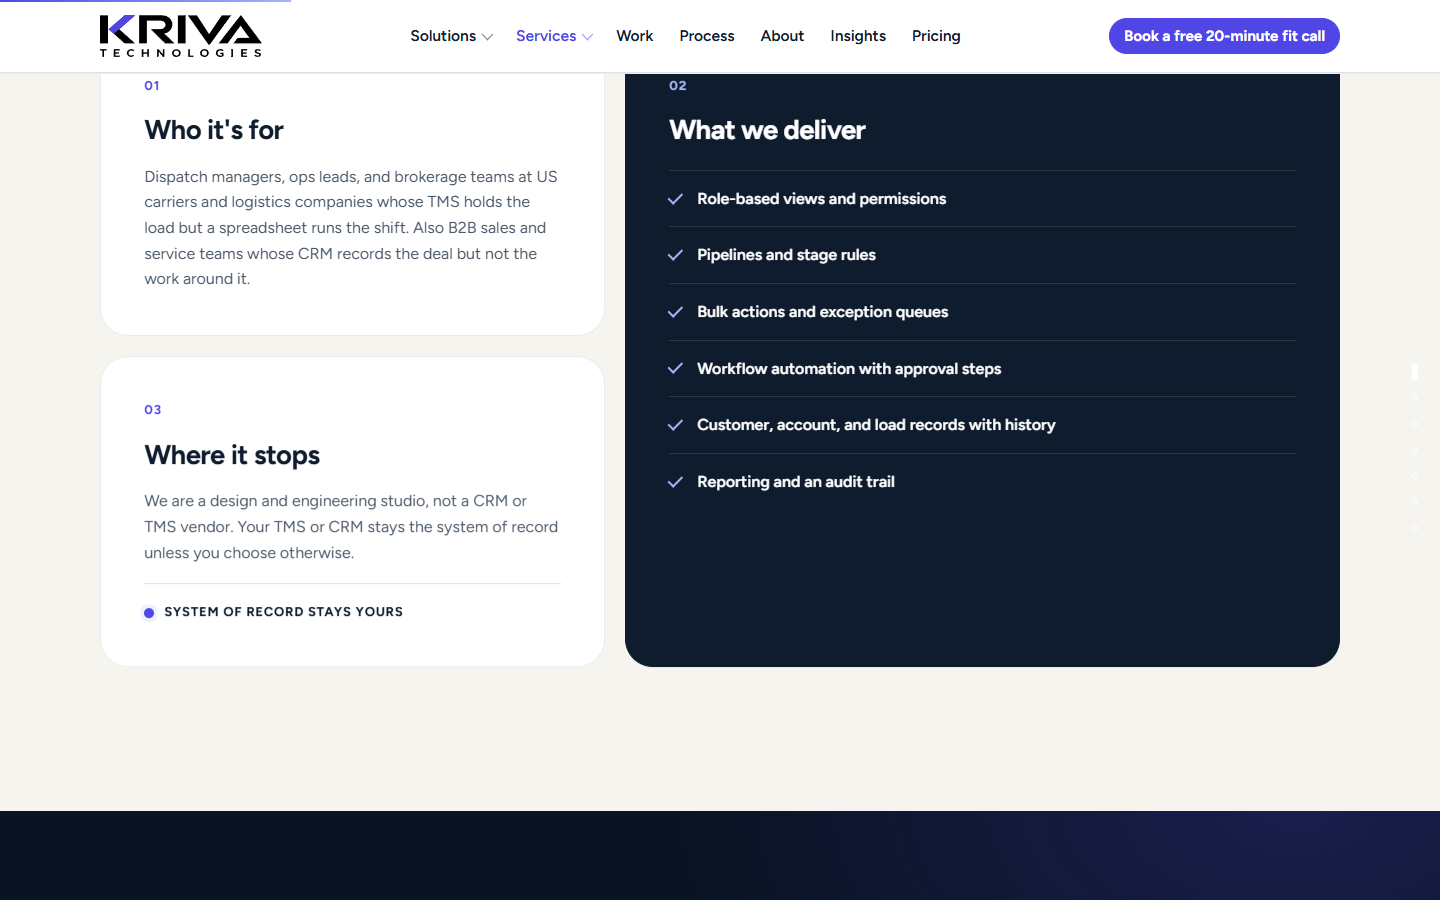 KRIVA
TECHNOLOGIES
Solutions
Services
Work
Process
About
Insights
Pricing
Book a free 20-minute fit call
01
Who it's for
Dispatch managers, ops leads, and brokerage teams at US
carriers and logistics companies whose TMS holds the
load but a spreadsheet runs the shift. Also B2B sales and
service teams whose CRM records the deal but not the
work around it.
02
What we deliver
Role-based views and permissions
Pipelines and stage rules
Bulk actions and exception queues
Workflow automation with approval steps
Customer, account, and load records with history
Reporting and an audit trail
03
Where it stops
We are a design and engineering studio, not a CRM or
TMS vendor. Your TMS or CRM stays the system of record
unless you choose otherwise.
SYSTEM OF RECORD STAYS YOURS